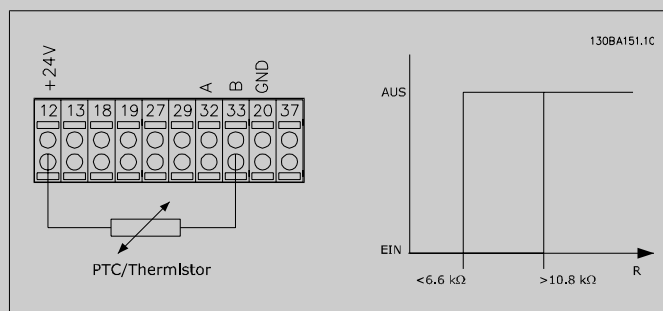 130BA151.10
+24V
A
B
GND
12 13 18 19 27 29 32 33 20 37
PTC/Thermistor
AUS
EIN
<6.6 kΩ
>10.8 kΩ
R